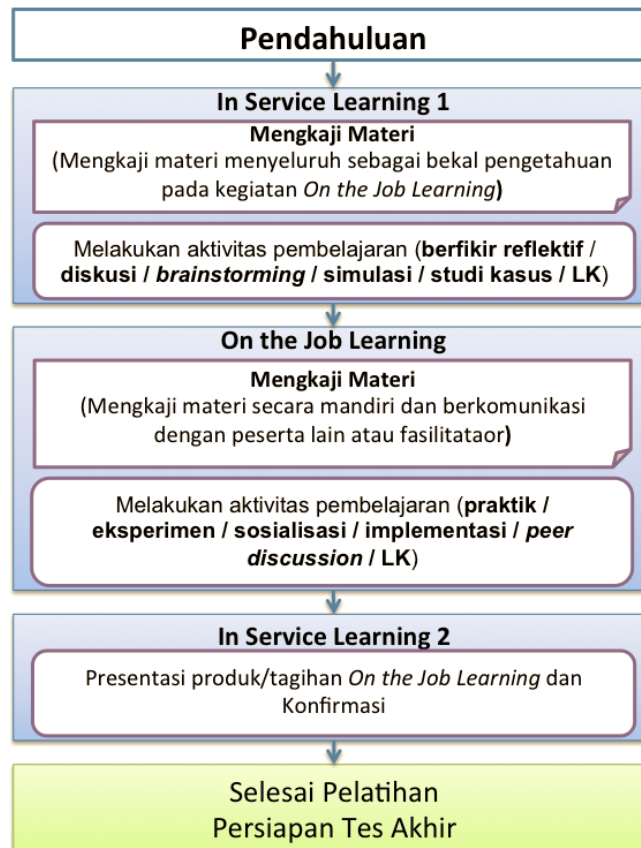 Pendahuluan
In Service Learning 1
Mengkaji Materi
(Mengkaji materi menyeluruh sebagai bekal pengetahuan
pada kegiatan On the Job Learning)
Melakukan aktivitas pembelajaran (berfikir reflektif /
diskusi / brainstorming / simulasi / studi kasus / LK)
On the Job Learning
Mengkaji Materi
(Mengkaji materi secara mandiri dan berkomunikasi
dengan peserta lain atau fasilitataor)
Melakukan aktivitas pembelajaran (praktik /
eksperimen / sosialisasi / implementasi / peer
discussion / LK)
In Service Learning 2
Presentasi produk/tagihan On the Job Learning dan
Konfirmasi
Selesai Pelatihan
Persiapan Tes Akhir